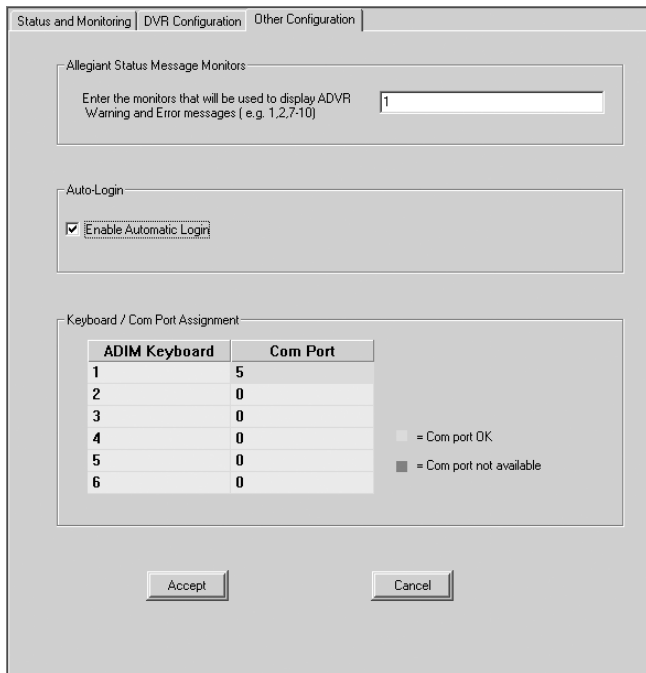 Status and Monitoring DVR Configuration Other Configuration
Allegiant Status Message Monitors
Enter the monitors that will be used to display ADVR
Warning and Error messages ( e.g. 1,2,7-10)
1
Auto-Login
Enable Automatic Login
Keyboard / Com Port Assignment
ADIM Keyboard Com Port
1 5
2 0
3 0
4 0
5 0
6 0
= Com port OK
= Com port not available
Accept Cancel